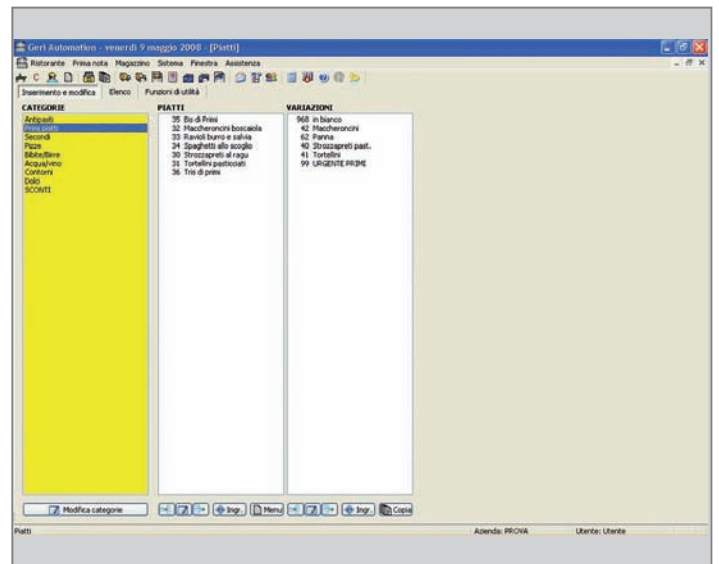 Geri Automation - venerdì 9 maggio 2008 - [Piatti]
Ristorante Prima nota Magazzino Sistema Finestra Assistenza
Inserimento e modifica Elenco Funzioni di utilità
CATEGORIE PIATTI VARIAZIONI
Antipasti
Primi piatti
Secondi
Pizze
Bibite/Birre
Acqua/vino
Contorni
Dolci
SCONTI
35 Bis di Primi
32 Maccheroncini boscaiola
33 Ravioli burro e salvia
34 Spaghetti allo scoglio
30 Strozzapreti al ragu
31 Tortellini pasticciati
36 Tris di primi
968 in bianco
42 Maccheroncini
62 Panna
40 Strozzapreti past.
41 Tortellini
99 URGENTE PRIMI
Modifica categorie Ingr. Menu Ingr. Copia
Piatti Azienda: PROVA Utente: Utente